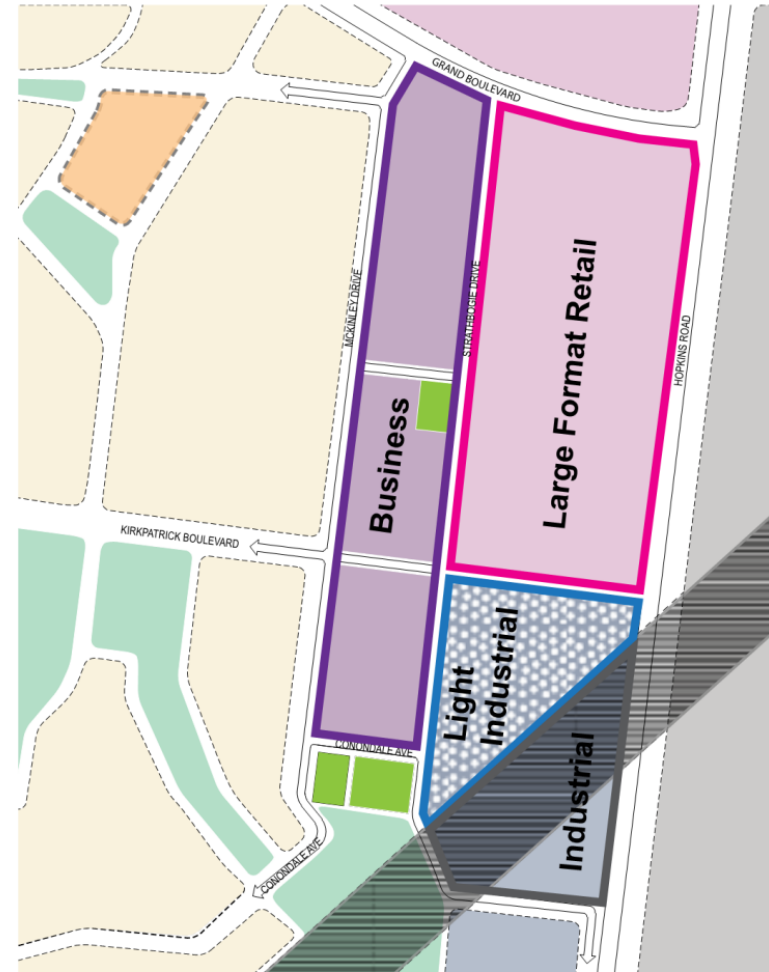 GRAND BOULEVARD
MCKINLEY DRIVE
STRATHBOGIE DRIVE
Large Format Retail
HOPKINS ROAD
Business
KIRKPATRICK BOULEVARD
Light
Industrial
CONONDALE AVE
Industrial
CONONDALE AVE